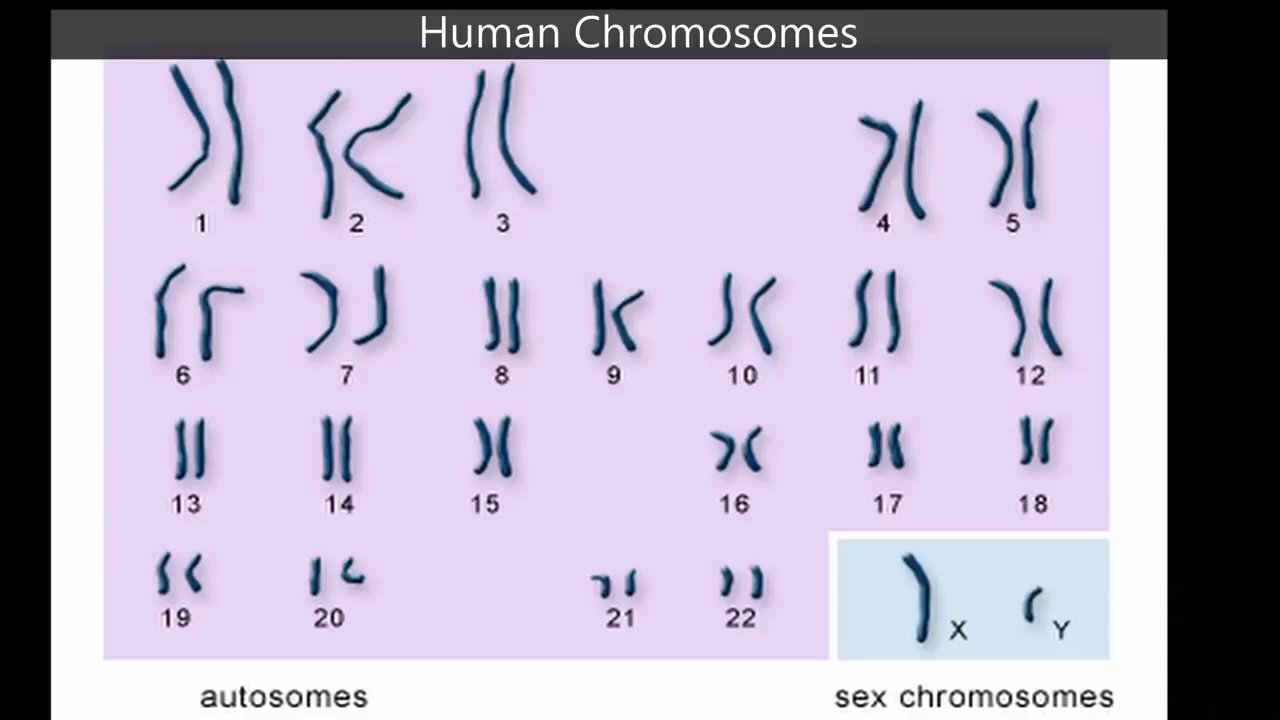 Human Chromosomes
1 2 3 4 5
6 7 8 9 10 11 12
13 14 15 16 17 18
19 20 21 22 X Y
autosomes sex chromosomes